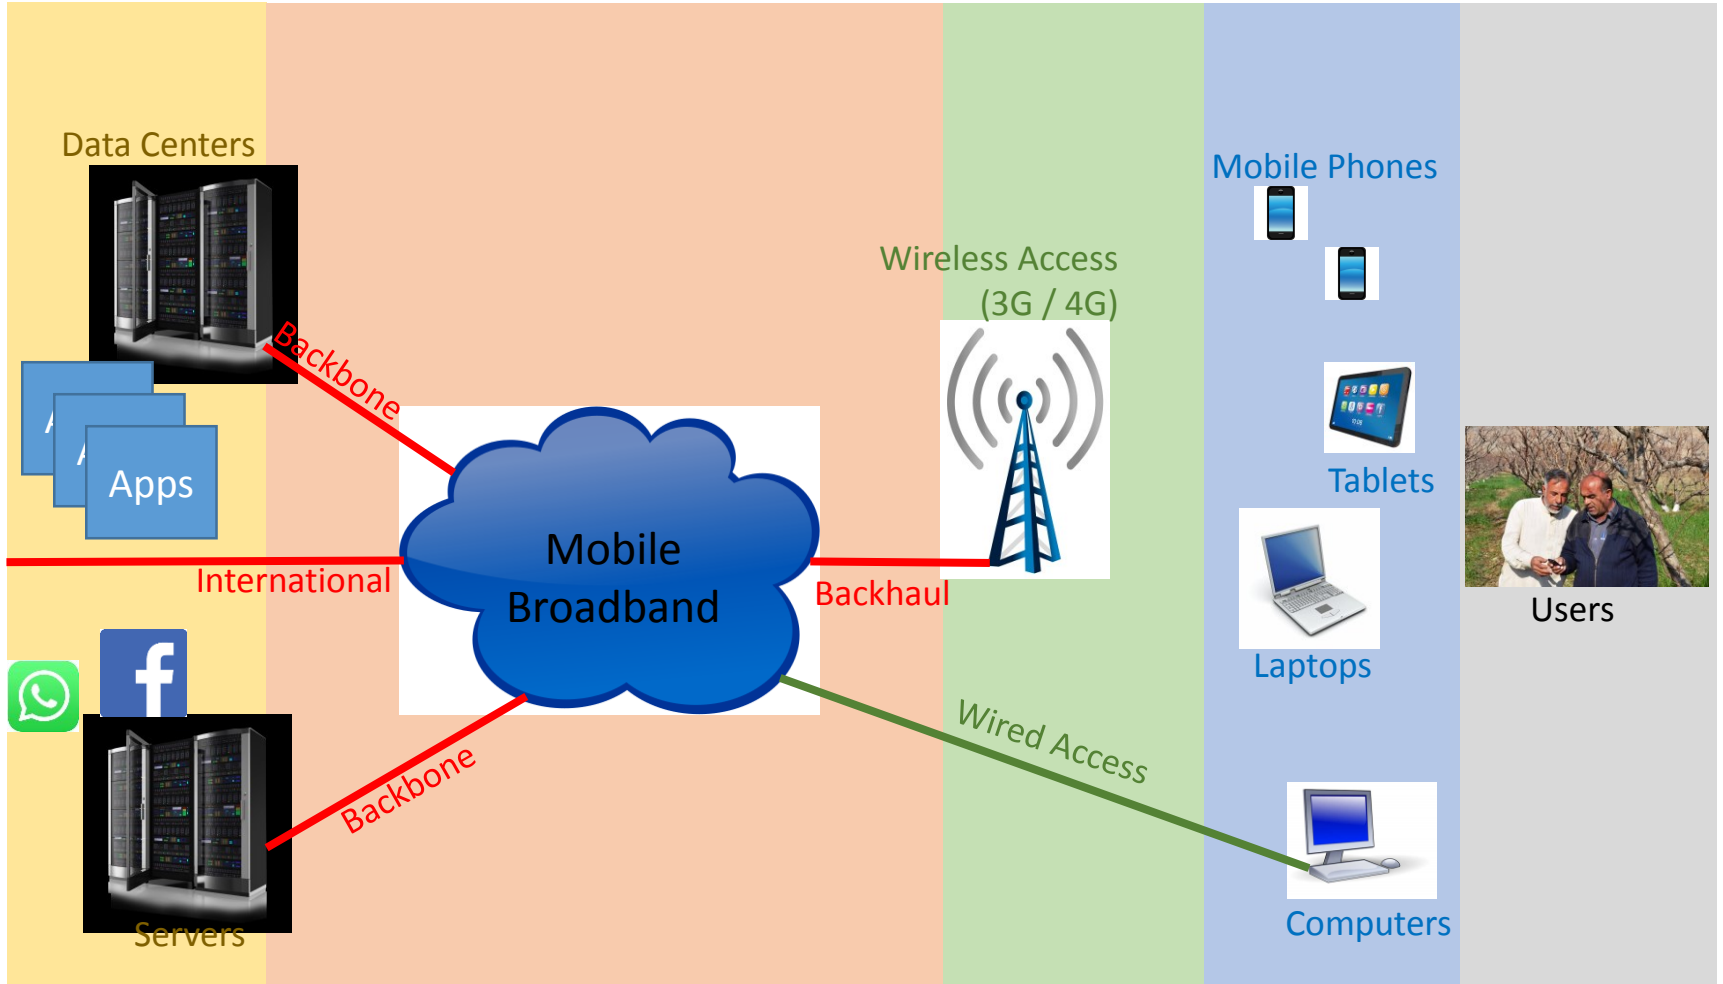 Data Centers
Backbone
A
A
Apps
International
Servers
Backbone
Mobile
Broadband
Backhaul
Wireless Access
(3G / 4G)
Wired Access
Mobile Phones
Tablets
Laptops
Computers
Users